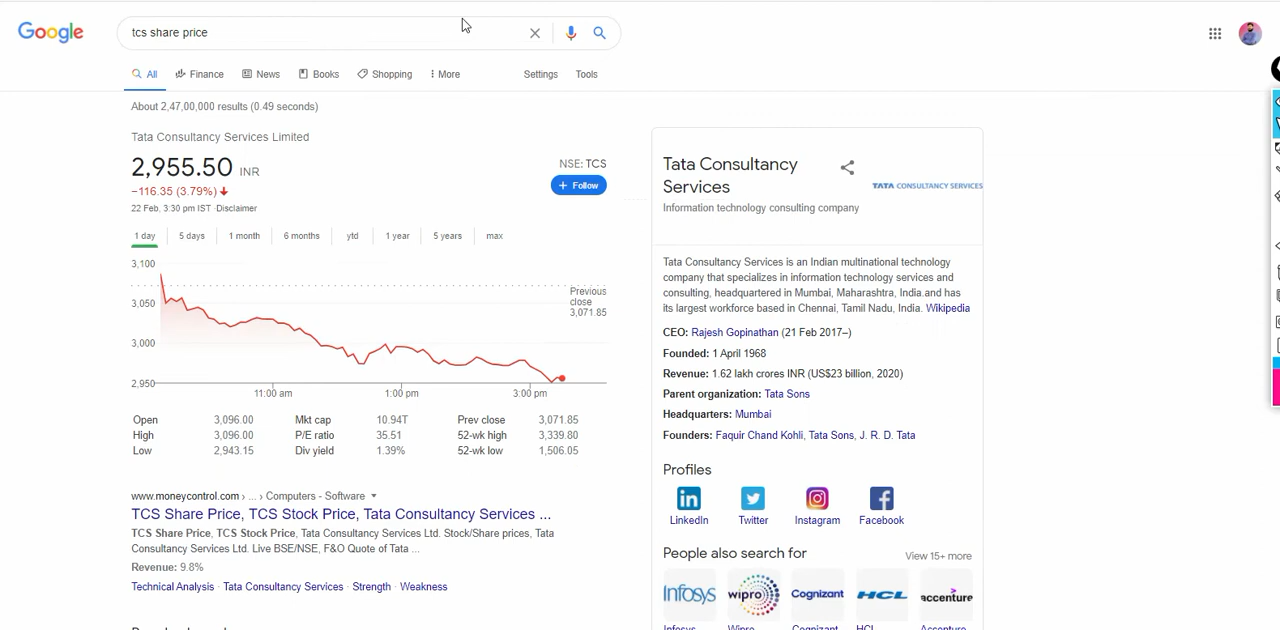 Google
tcs share price
All Finance News Books Shopping More Settings Tools
About 2,47,00,000 results (0.49 seconds)
Tata Consultancy Services Limited
2,955.50 INR
NSE: TCS
−116.35 (3.79%)
+ Follow
22 Feb, 3:30 pm IST · Disclaimer
1 day 5 days 1 month 6 months ytd 1 year 5 years max
3,100
3,050
3,000
2,950
Previous
close
3,071.85
11:00 am 1:00 pm 3:00 pm
Open 3,096.00 Mkt cap 10.94T Prev close 3,071.85
High 3,096.00 P/E ratio 35.51 52-wk high 3,339.80
Low 2,943.15 Div yield 1.39% 52-wk low 1,506.05
www.moneycontrol.com › ... › Computers - Software
TCS Share Price, TCS Stock Price, Tata Consultancy Services ...
TCS Share Price, TCS Stock Price, Tata Consultancy Services Ltd. Stock/Share prices, Tata
Consultancy Services Ltd. Live BSE/NSE, F&O Quote of Tata ...
Revenue: 9.8%
Technical Analysis · Tata Consultancy Services · Strength · Weakness
Tata Consultancy
Services
TATA CONSULTANCY SERVICES
Information technology consulting company
Tata Consultancy Services is an Indian multinational technology
company that specializes in information technology services and
consulting, headquartered in Mumbai, Maharashtra, India.and has
its largest workforce based in Chennai, Tamil Nadu, India. Wikipedia
CEO: Rajesh Gopinathan (21 Feb 2017–)
Founded: 1 April 1968
Revenue: 1.62 lakh crores INR (US$23 billion, 2020)
Parent organization: Tata Sons
Headquarters: Mumbai
Founders: Faquir Chand Kohli, Tata Sons, J. R. D. Tata
Profiles
LinkedIn Twitter Instagram Facebook
People also search for
View 15+ more
Infosys wipro Cognizant HCL accenture
Infosys Wipro Cognizant HCL Accenture